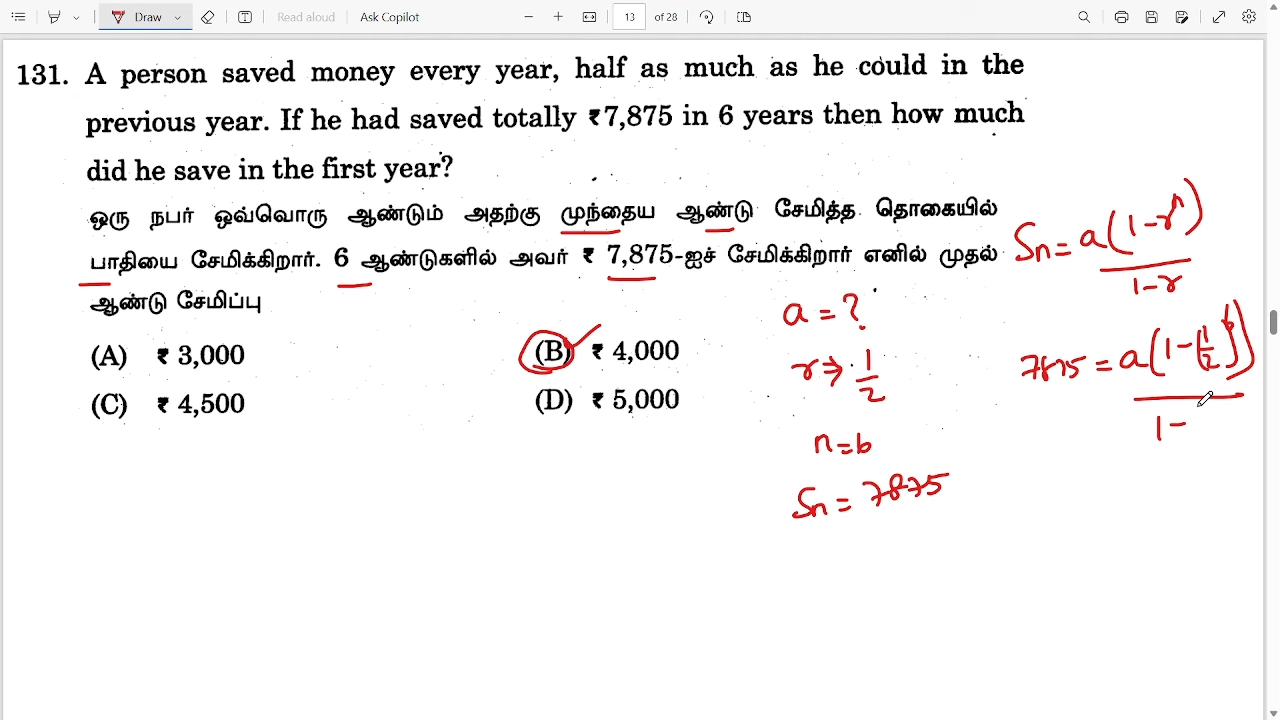 Draw
Read aloud
Ask Copilot
13
of 28
131. A person saved money every year, half as much as he could in the
previous year. If he had saved totally ₹7,875 in 6 years then how much
did he save in the first year?
ஒரு நபர் ஒவ்வொரு ஆண்டும் அதற்கு முந்தைய ஆண்டு சேமித்த தொகையில்
பாதியை சேமிக்கிறார். 6 ஆண்டுகளில் அவர் ₹ 7,875-ஐச் சேமிக்கிறார் எனில் முதல்
ஆண்டு சேமிப்பு
(A) ₹ 3,000
(B) ₹ 4,000
(C) ₹ 4,500
(D) ₹ 5,000
a = ?
r ⇒ 1/2
n = 6
Sn = 7875
Sn = a(1-r^n)
1-r
7875 = a(1-(1/2)^6)
1-